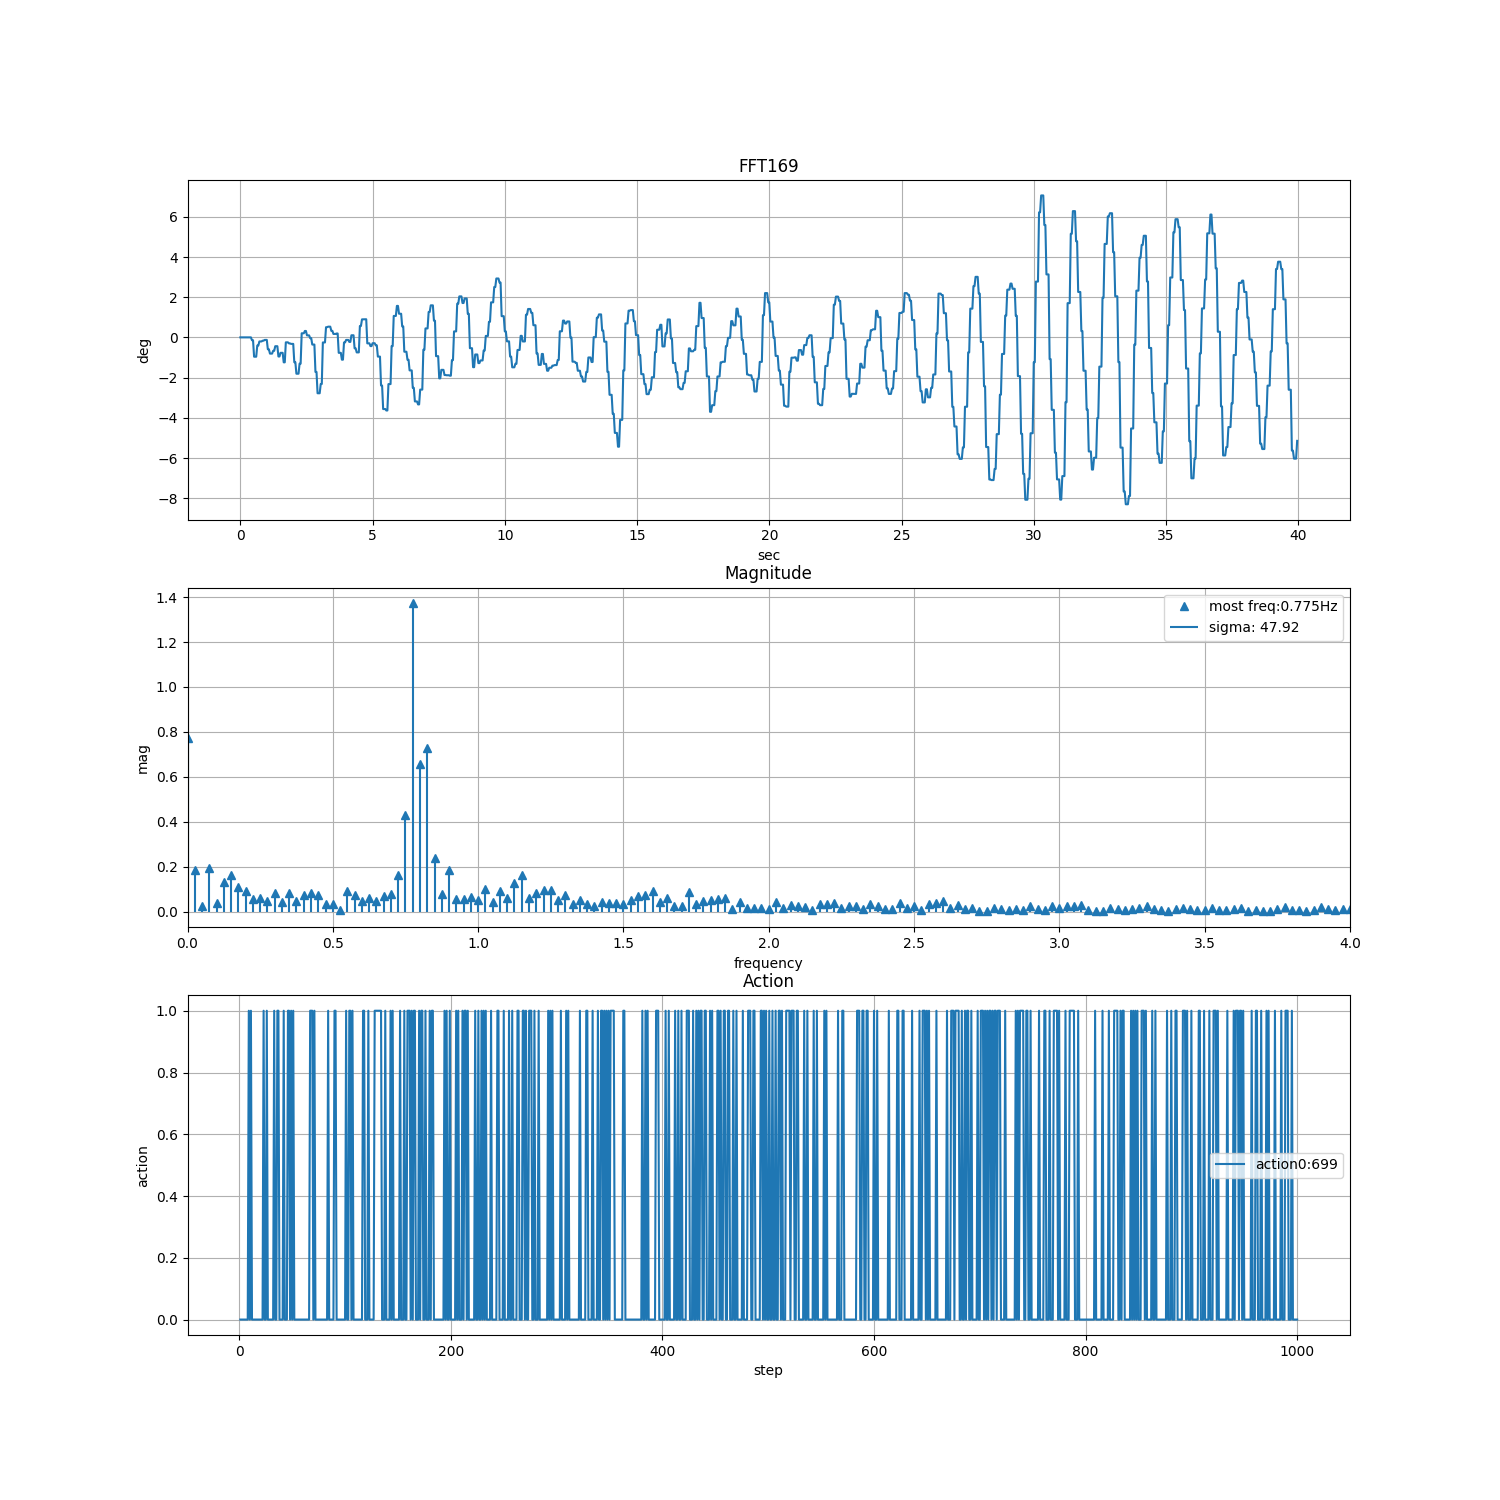 FFT169
6
4
2
0
−2
−4
−6
−8
deg
0 5 10 15 20 25 30 35 40
sec
Magnitude
1.4
1.2
1.0
0.8
0.6
0.4
0.2
0.0
mag
most freq:0.775Hz
sigma: 47.92
0.0 0.5 1.0 1.5 2.0 2.5 3.0 3.5 4.0
frequency
Action
1.0
0.8
0.6
0.4
0.2
0.0
action
action0:699
0 200 400 600 800 1000
step